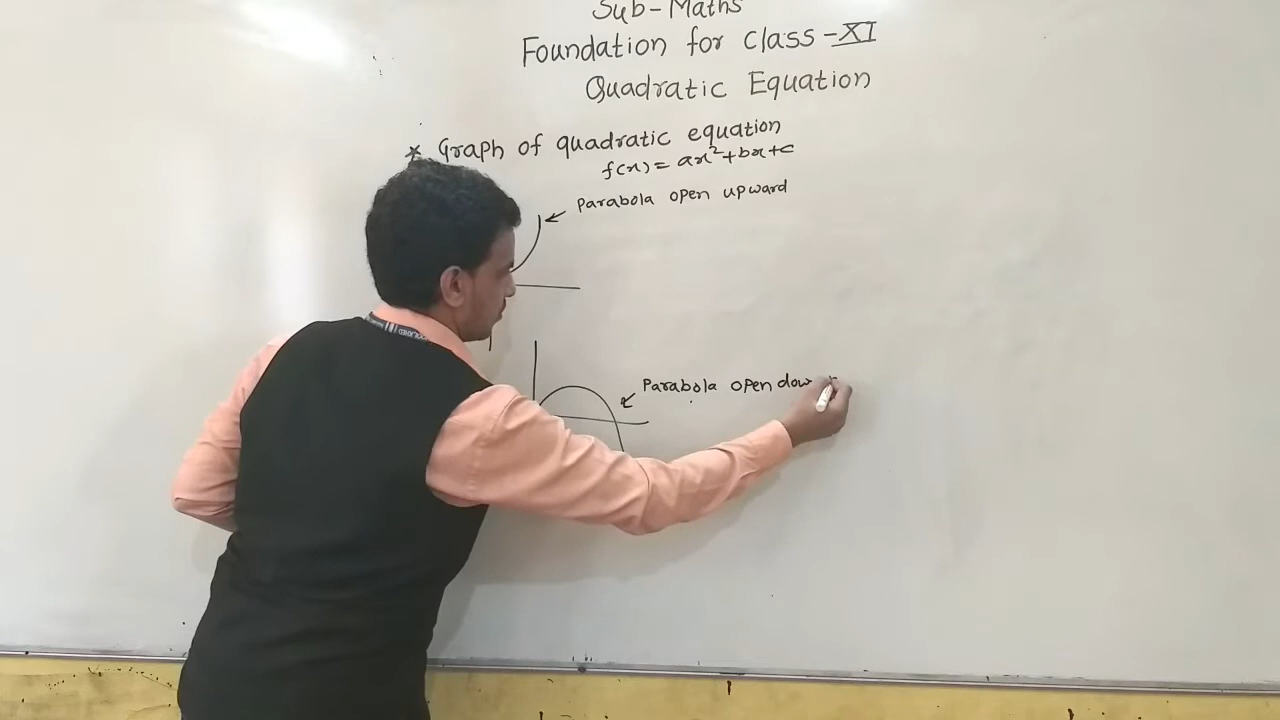 Sub-Maths
Foundation for class-XI
Quadratic Equation
* Graph of quadratic equation
f(x) = ax²+bx+c
Parabola open upward
Parabola open dow